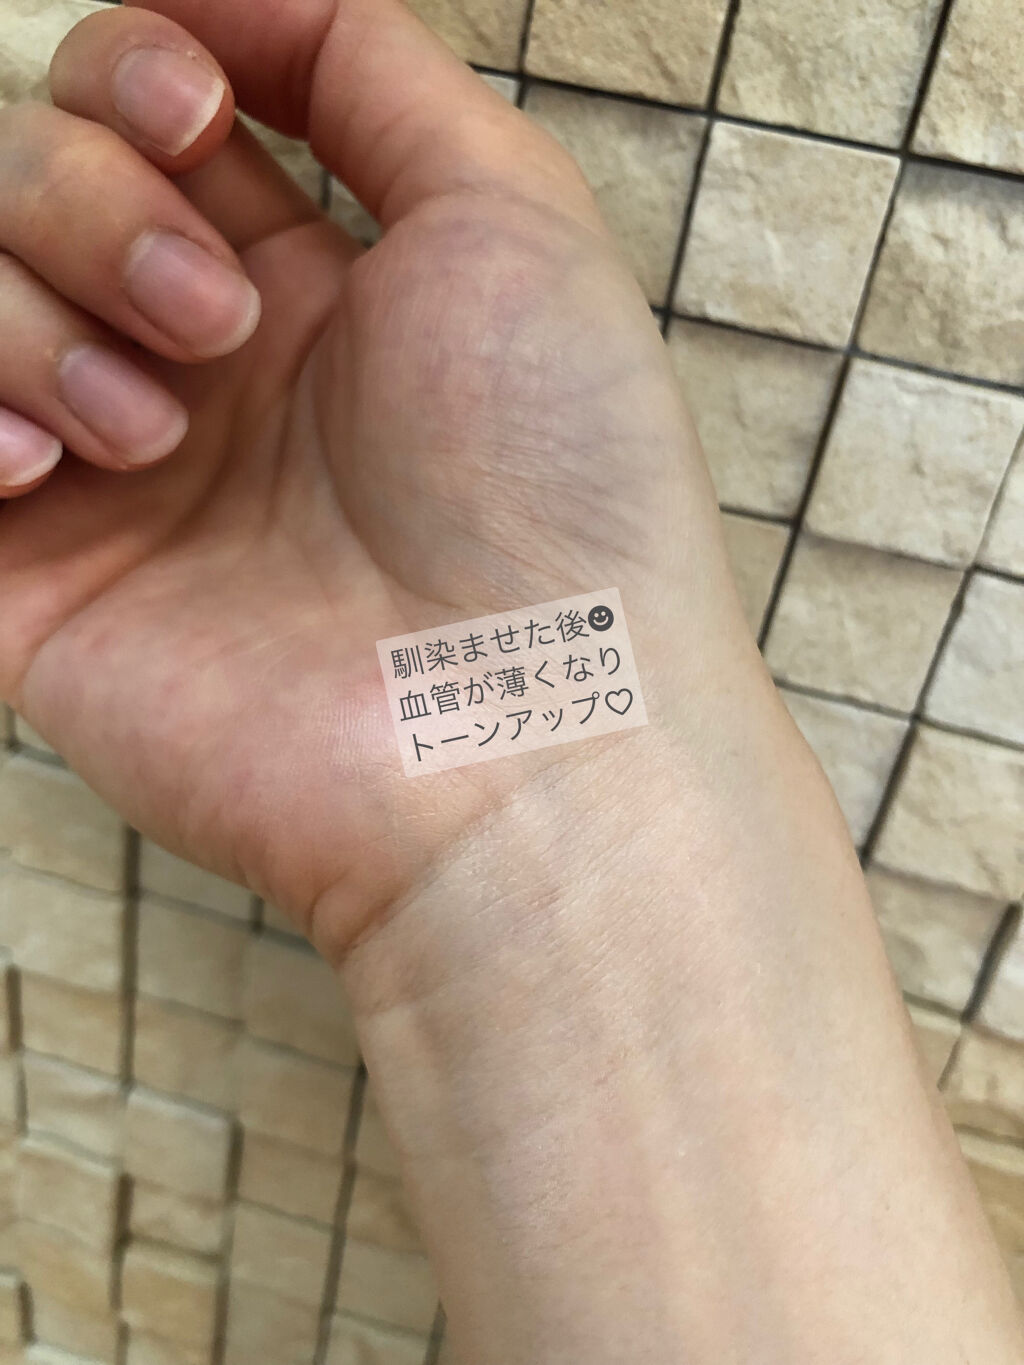 馴染ませた後☻
血管が薄くなり
トーンアップ♡